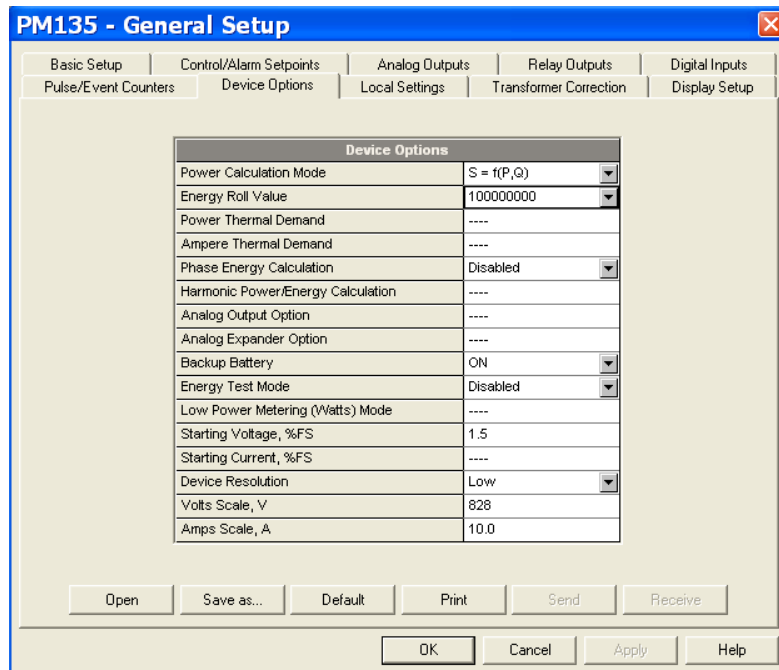 PM135 - General Setup
Basic Setup Control/Alarm Setpoints Analog Outputs Relay Outputs Digital Inputs
Pulse/Event Counters Device Options Local Settings Transformer Correction Display Setup
Device Options
Power Calculation Mode S = f(P,Q)
Energy Roll Value 100000000
Power Thermal Demand ----
Ampere Thermal Demand ----
Phase Energy Calculation Disabled
Harmonic Power/Energy Calculation ----
Analog Output Option ----
Analog Expander Option ----
Backup Battery ON
Energy Test Mode Disabled
Low Power Metering (Watts) Mode ----
Starting Voltage, %FS 1.5
Starting Current, %FS ----
Device Resolution Low
Volts Scale, V 828
Amps Scale, A 10.0
Open Save as... Default Print Send Receive
OK Cancel Apply Help